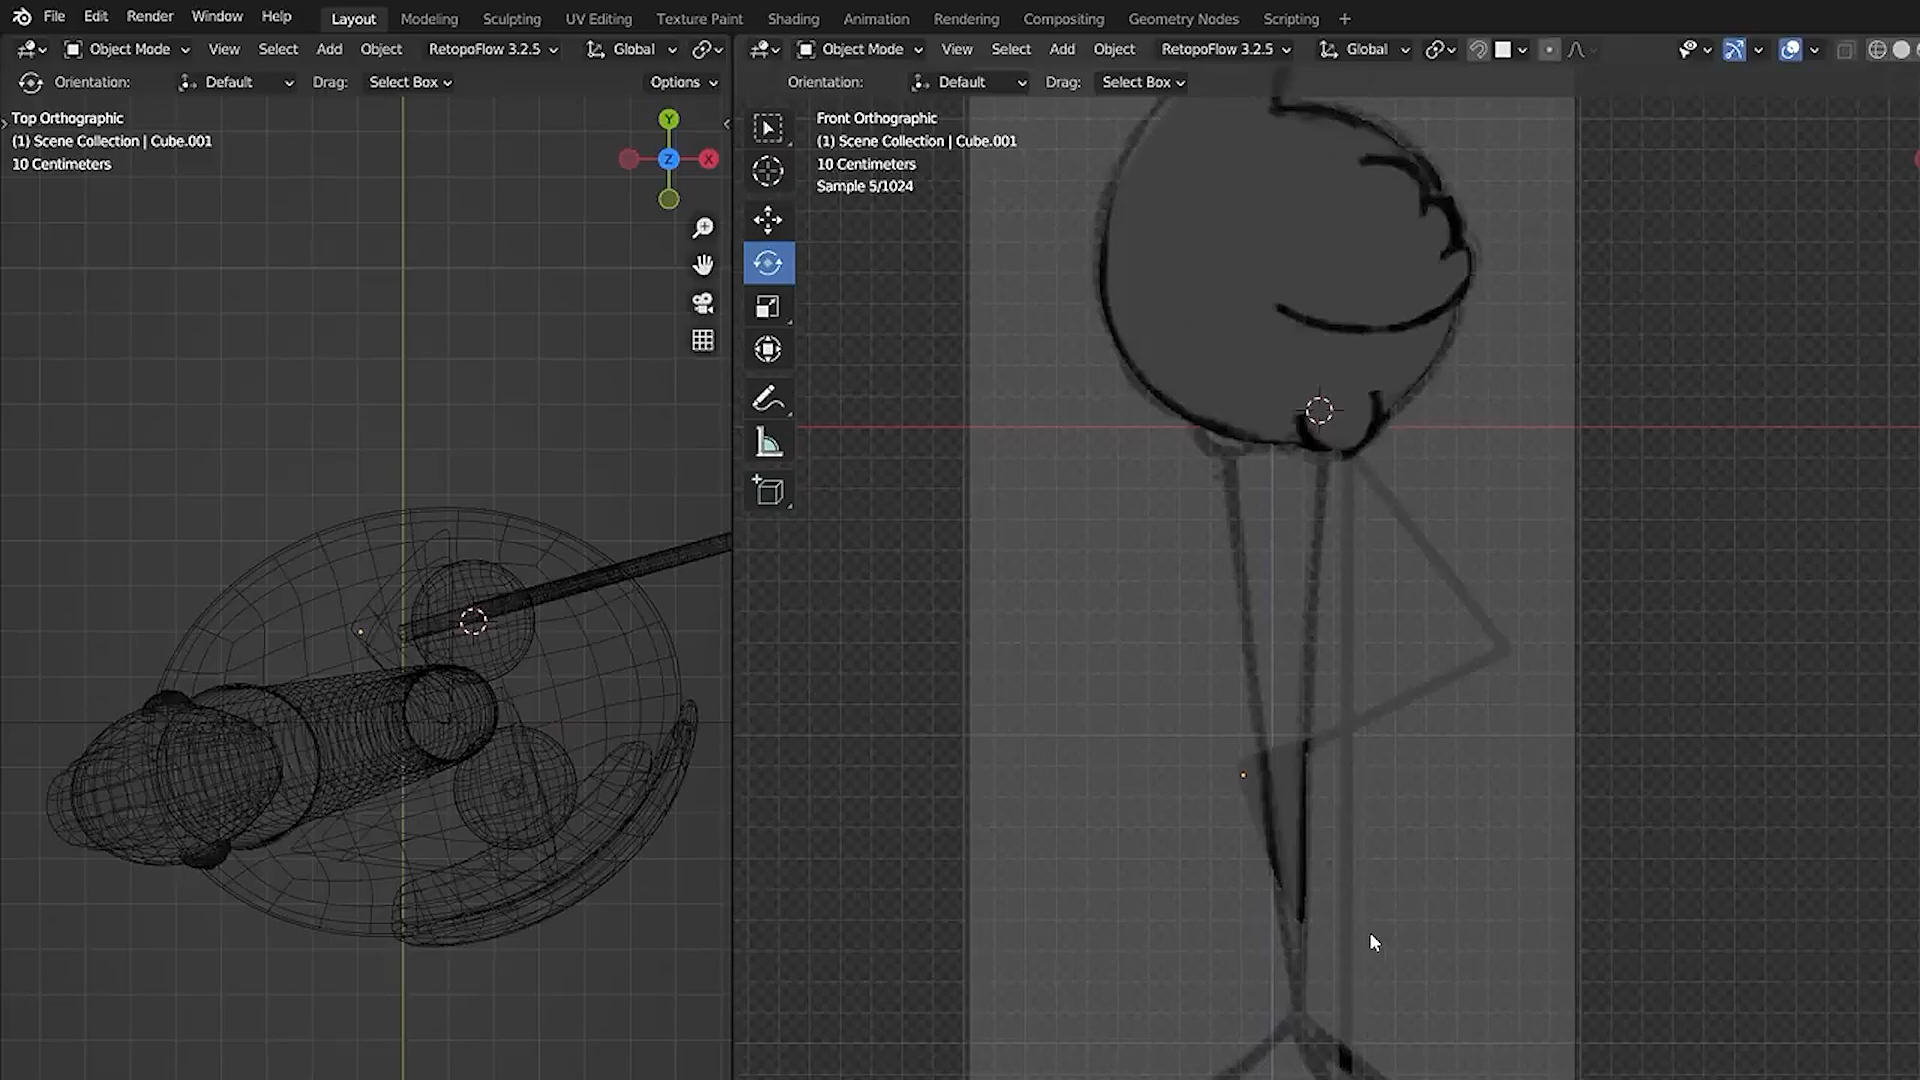 File Edit Render Window Help Layout Modeling Sculpting UV Editing Texture Paint Shading Animation Rendering Compositing Geometry Nodes Scripting +
Object Mode View Select Add Object RetopoFlow 3.2.5 Global
Object Mode View Select Add Object RetopoFlow 3.2.5 Global
Orientation: Default Drag: Select Box Options
Orientation: Default Drag: Select Box
Top Orthographic
(1) Scene Collection | Cube.001
10 Centimeters
Y
Z
X
Front Orthographic
(1) Scene Collection | Cube.001
10 Centimeters
Sample 5/1024